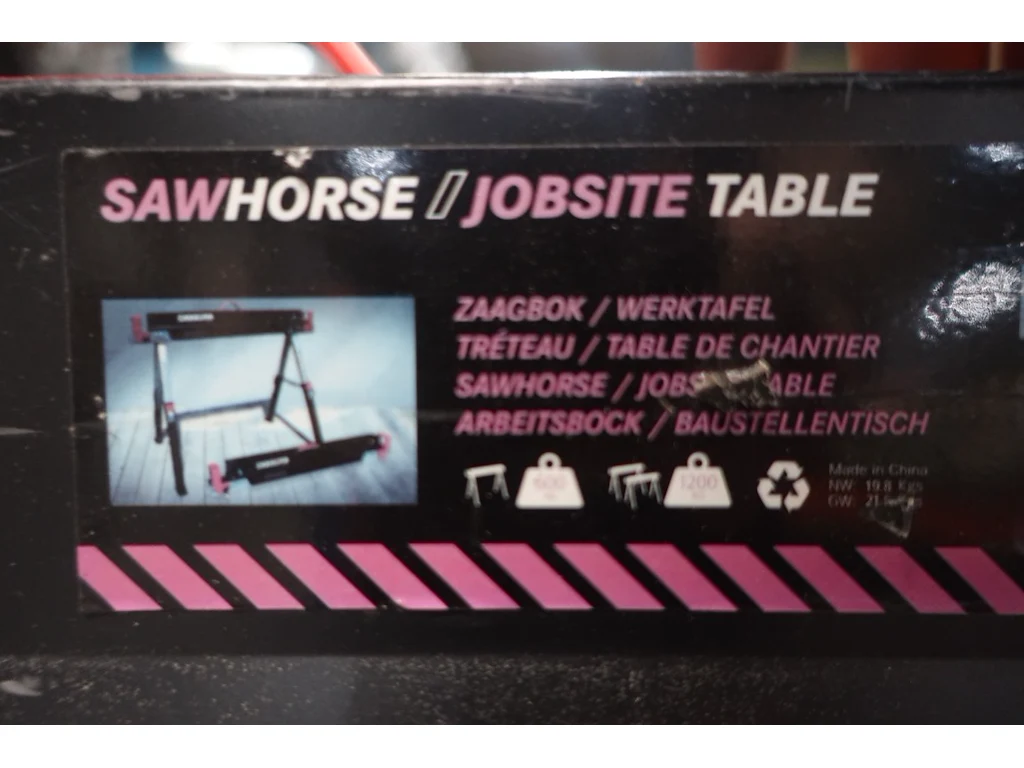 SAWHORSE / JOBSITE TABLE
ZAAGBOK / WERKTAFEL
TRÉTEAU / TABLE DE CHANTIER
SAWHORSE /
ARBEITSBOCK / BAUSTELLENTISCH
600 1200
Made in China
NW: 19.8 Kgs
GW: